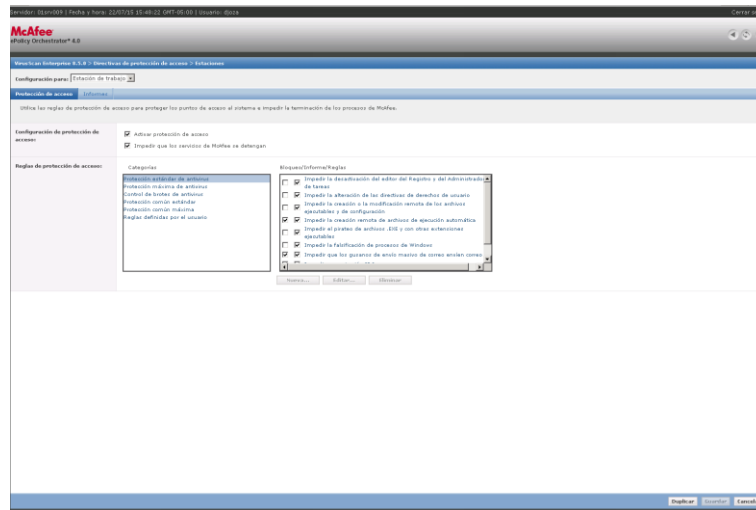 Servidor: 01srv009 | Fecha y hora: 22/07/15 15:40:22 GMT-05:00 | Usuario: djoza
Cerrar se
McAfee
ePolicy Orchestrator® 4.0
VirusScan Enterprise 8.5.0 > Directivas de protección de acceso > Estaciones
Configuración para: Estación de trabajo
Protección de acceso Informes
Utilice las reglas de protección de acceso para proteger los puntos de acceso al sistema e impedir la terminación de los procesos de McAfee.
Configuración de protección de acceso:
Activar protección de acceso
Impedir que los servicios de McAfee se detengan
Reglas de protección de acceso:
Categorías
Protección estándar de antivirus
Protección máxima de antivirus
Control de brotes de antivirus
Protección común estándar
Protección común máxima
Reglas definidas por el usuario
Bloqueo/Informe/Reglas
Impedir la desactivación del editor del Registro y del Administrado
de tareas
Impedir la alteración de las directivas de derechos de usuario
Impedir la creación o la modificación remota de los archivos
ejecutables y de configuración
Impedir la creación remota de archivos de ejecución automática
Impedir el pirateo de archivos .EXE y con otras extensiones
ejecutables
Impedir la falsificación de procesos de Windows
Impedir que los gusanos de envío masivo de correo envíen correo
Nueva... Editar... Eliminar
Duplicar Guardar Cancela